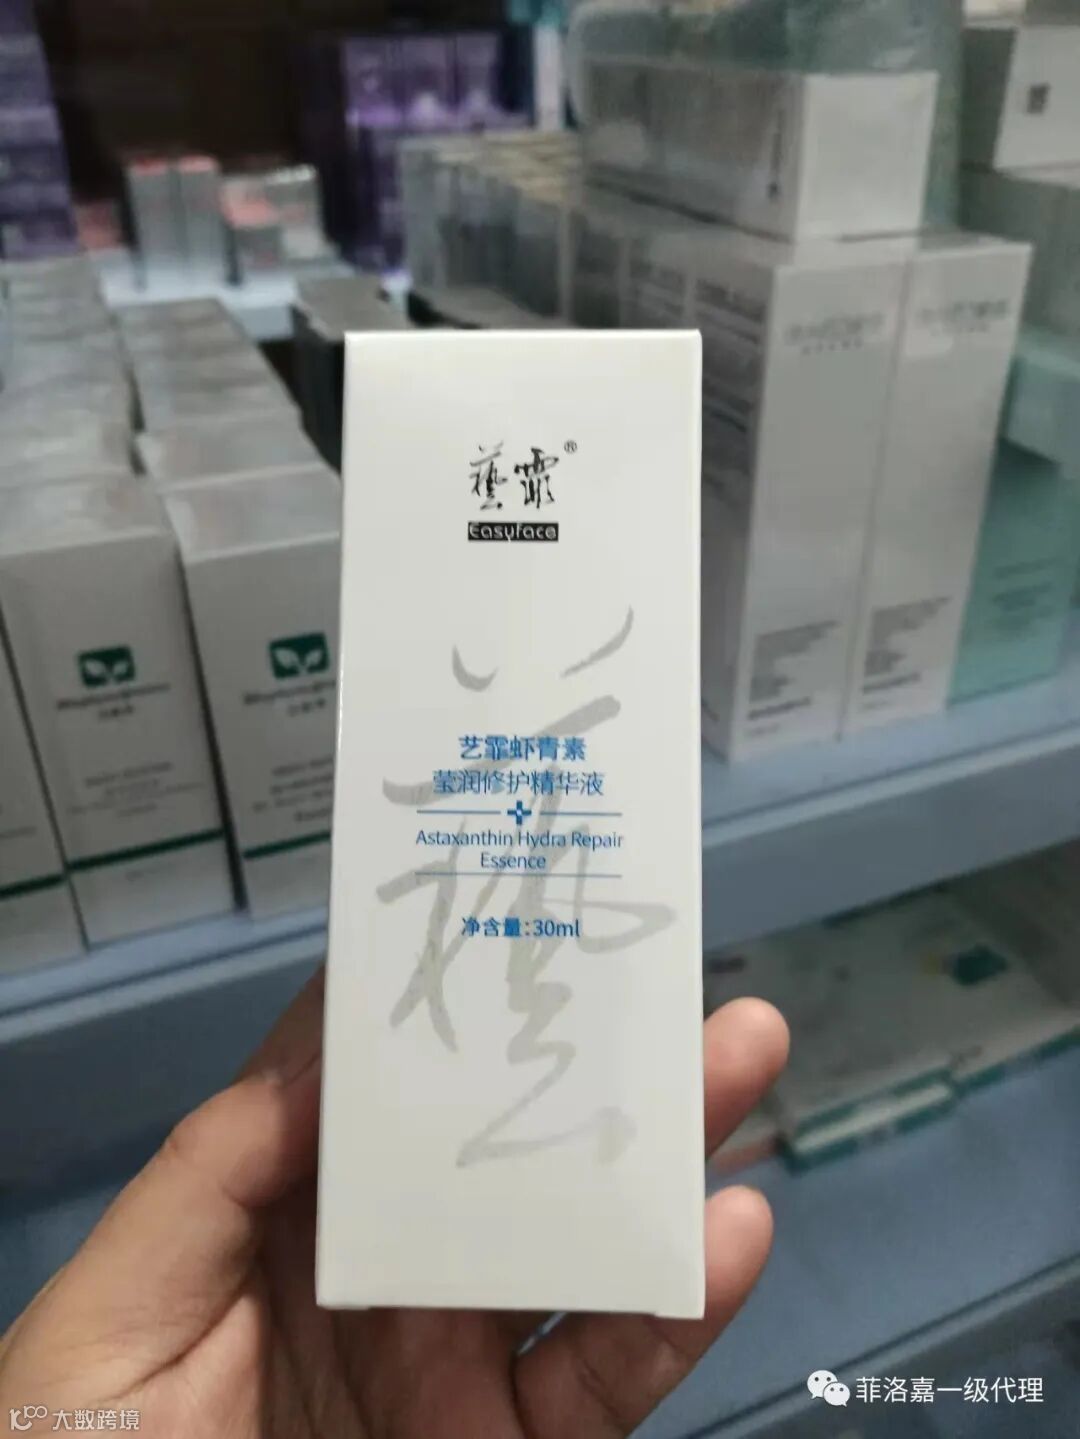 藝霏®
Easyface
艺霏虾青素
莹润修护精华液
Astaxanthin Hydra Repair
Essence
净含量:30ml
菲洛嘉一级代理
大数跨境